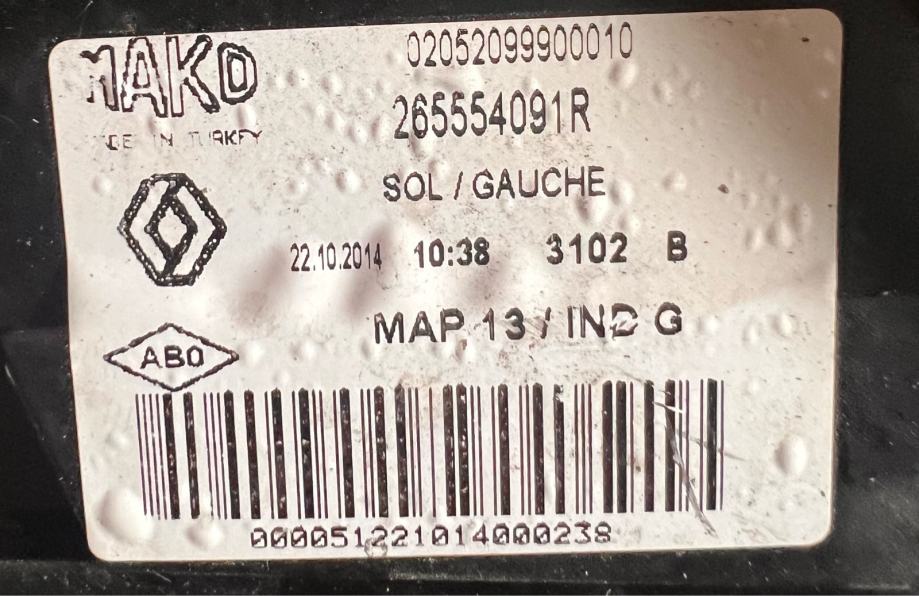 MAKO
02052099900010
MADE IN TURKEY
265554091R
SOL / GAUCHE
22.10.2014 10:38 3102 B
MAP 13 / IND G
ABO
000051221014000238